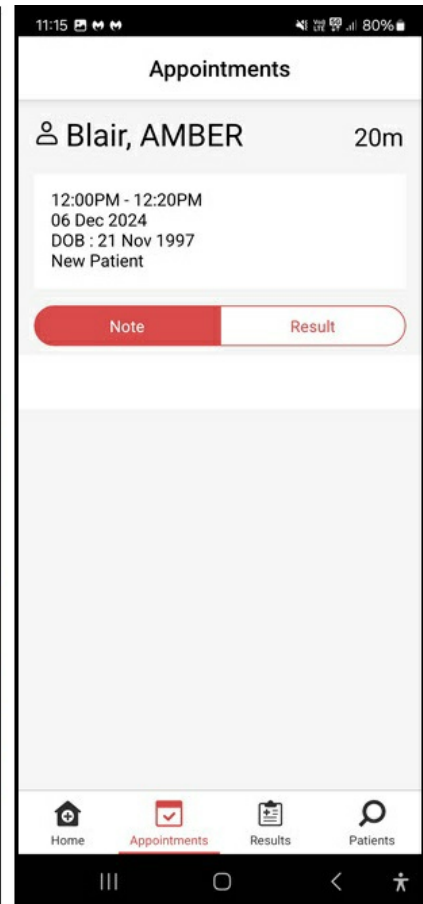 11:15 80%
Appointments
Blair, AMBER 20m
12:00PM - 12:20PM
06 Dec 2024
DOB : 21 Nov 1997
New Patient
Note Result
Home Appointments Results Patients